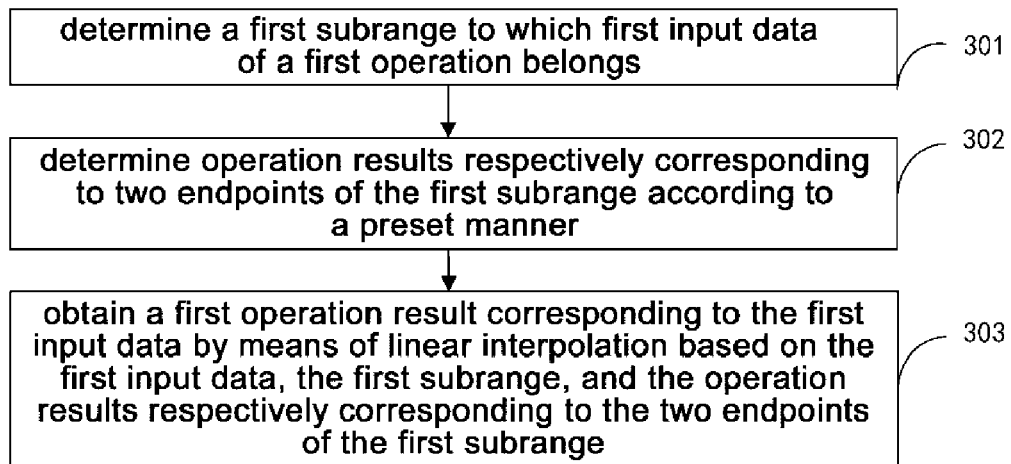 determine a first subrange to which first input data
of a first operation belongs
301
determine operation results respectively corresponding
to two endpoints of the first subrange according to
a preset manner
302
obtain a first operation result corresponding to the first
input data by means of linear interpolation based on the
first input data, the first subrange, and the operation
results respectively corresponding to the two endpoints
of the first subrange
303